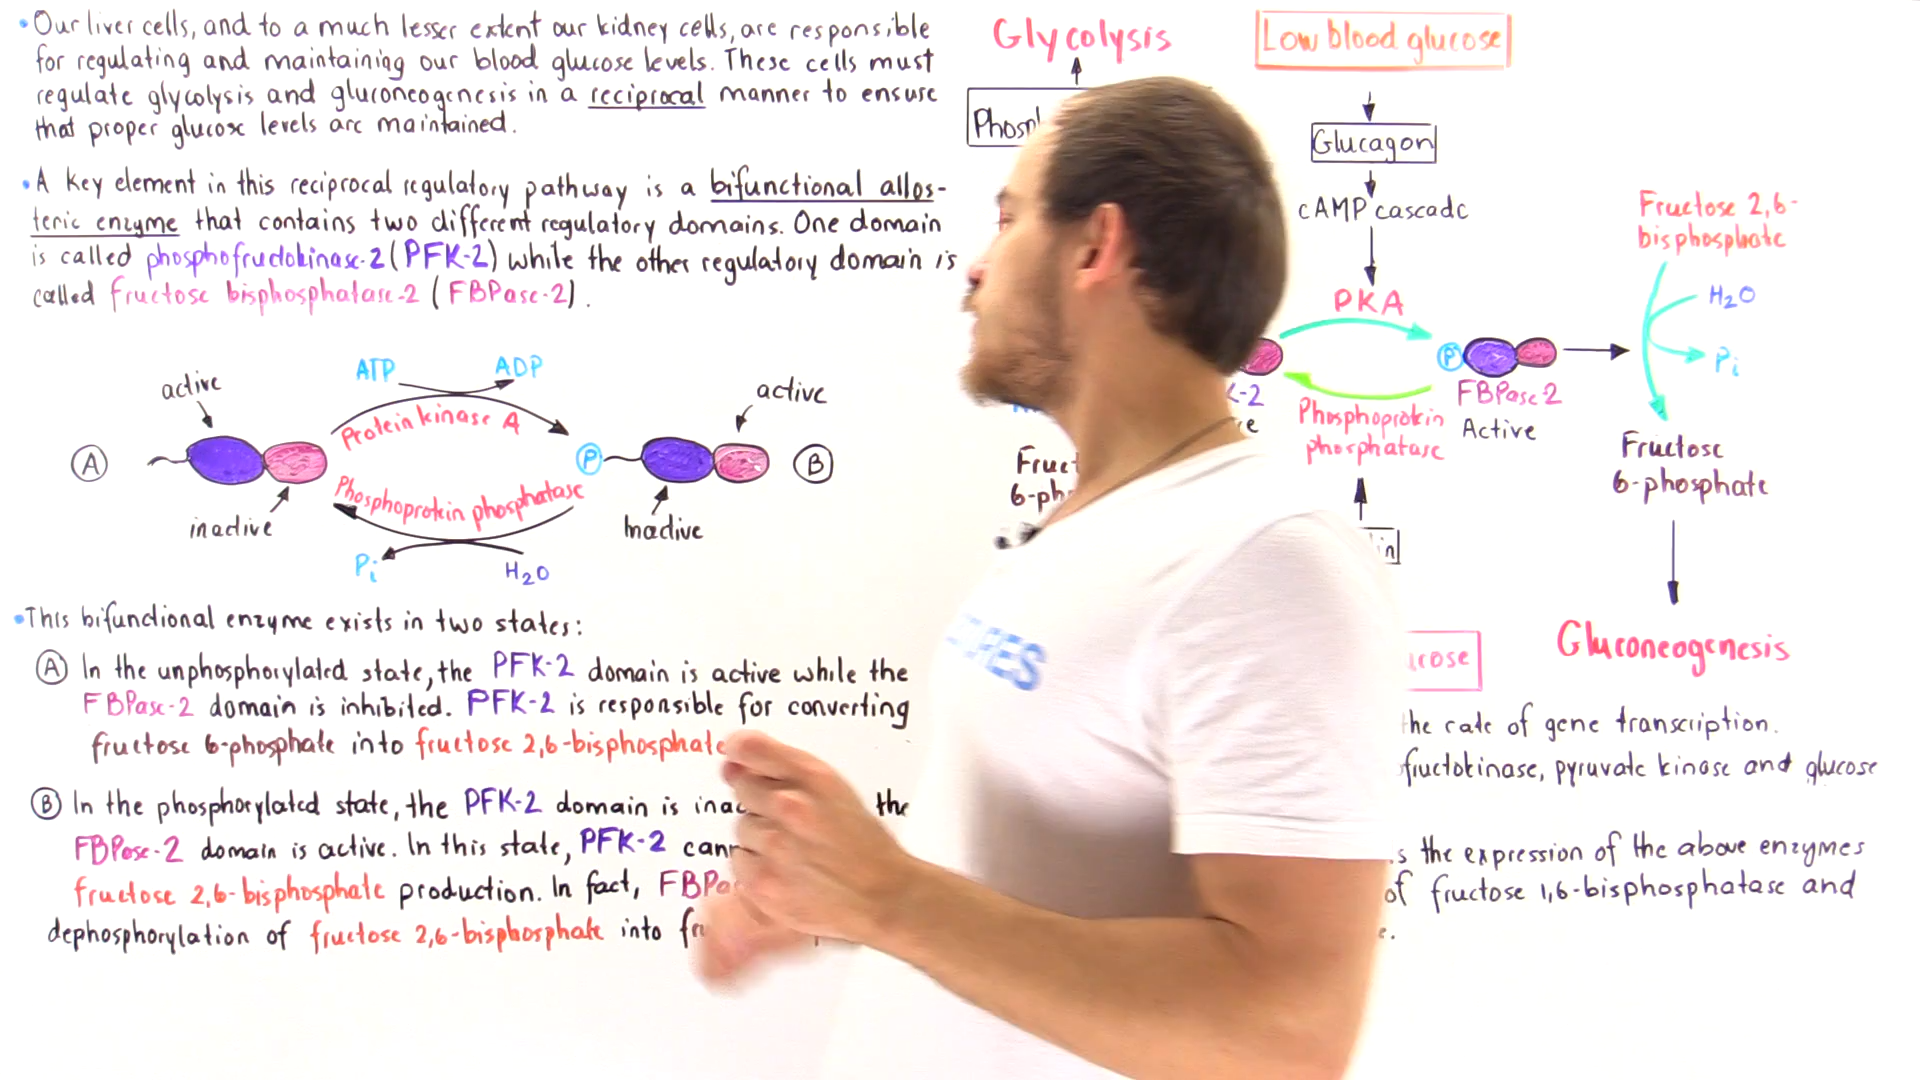 •Our liver cells, and to a much lesser extent our kidney cells, are responsible
for regulating and maintaining our blood glucose levels. These cells must
regulate glycolysis and gluconeogenesis in a reciprocal manner to ensure
that proper glucose levels are maintained.
•A key element in this reciprocal regulatory pathway is a bifunctional allos-
teric enzyme that contains two different regulatory domains. One domain
is called phosphofructokinase-2 (PFK-2) while the other regulatory domain is
called fructose bisphosphatase-2 (FBPase-2).
ATP
ADP
active
active
Protein kinase A
A
P
B
Phosphoprotein phosphatase
inactive
Inactive
Pi
H2O
•This bifunctional enzyme exists in two states:
A In the unphosphorylated state, the PFK-2 domain is active while the
FBPase-2 domain is inhibited. PFK-2 is responsible for converting
fructose 6-phosphate into fructose 2,6-bisphosphate
B In the phosphorylated state, the PFK-2 domain is the
FBPase-2 domain is active. In this state, PFK-2
fructose 2,6-bisphosphate production. In fact,
dephosphorylation of fructose 2,6-bisphosphate into
Glycolysis
Low blood glucose
Glucagon
cAMP cascade
PKA
Fructose 2,6-
bisphosphate
H2O
Pi
P
FBPase-2
Active
Phosphoprotein
phosphatase
Fructose
6-phosphate
Gluconeogenesis
the rate of gene transcription.
pyruvate kinase and glucose
the expression of the above enzymes
of fructose 1,6-bisphosphatase and